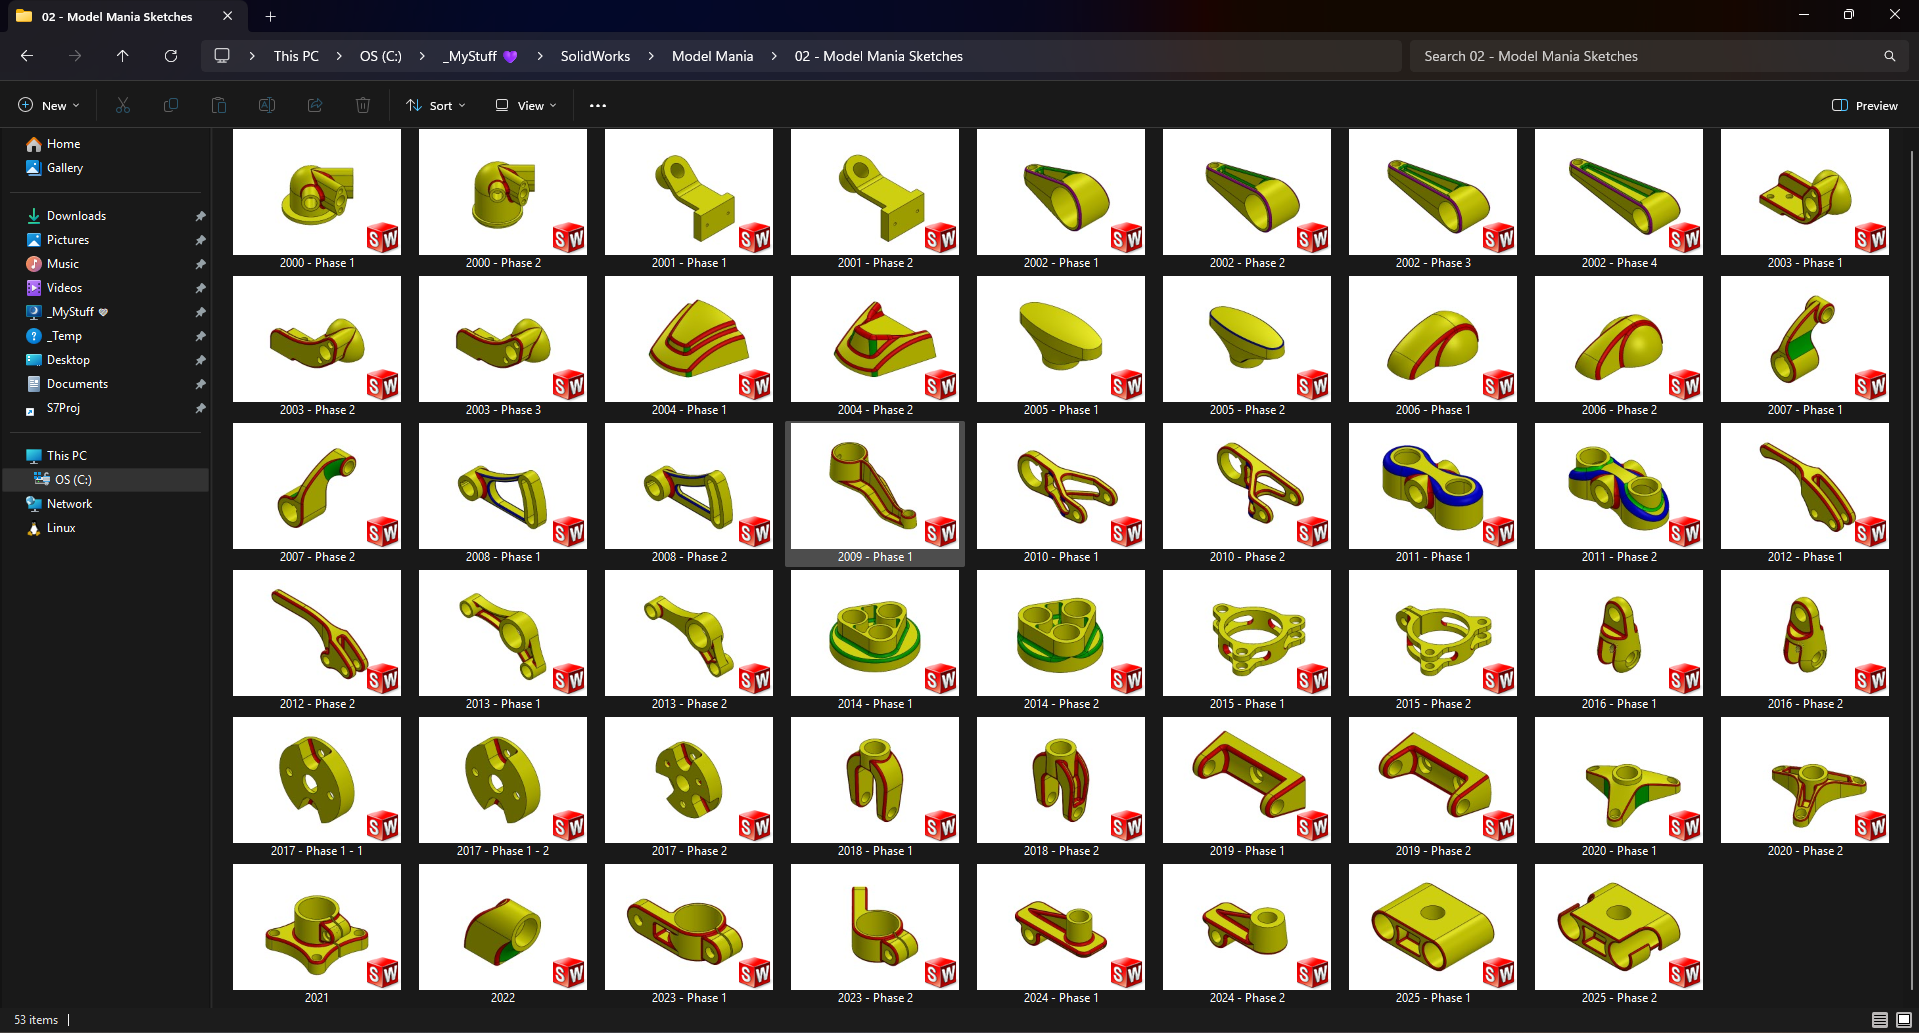 02 - Model Mania Sketches
This PC
OS (C:)
_MyStuff 💜
SolidWorks
Model Mania
02 - Model Mania Sketches
Search 02 - Model Mania Sketches
New
Sort
View
Preview
Home
Gallery
Downloads
Pictures
Music
Videos
_MyStuff 🤍
_Temp
Desktop
Documents
S7Proj
This PC
OS (C:)
Network
Linux
2000 - Phase 1
2000 - Phase 2
2001 - Phase 1
2001 - Phase 2
2002 - Phase 1
2002 - Phase 2
2002 - Phase 3
2002 - Phase 4
2003 - Phase 1
2003 - Phase 2
2003 - Phase 3
2004 - Phase 1
2004 - Phase 2
2005 - Phase 1
2005 - Phase 2
2006 - Phase 1
2006 - Phase 2
2007 - Phase 1
2007 - Phase 2
2008 - Phase 1
2008 - Phase 2
2009 - Phase 1
2010 - Phase 1
2010 - Phase 2
2011 - Phase 1
2011 - Phase 2
2012 - Phase 1
2012 - Phase 2
2013 - Phase 1
2013 - Phase 2
2014 - Phase 1
2014 - Phase 2
2015 - Phase 1
2015 - Phase 2
2016 - Phase 1
2016 - Phase 2
2017 - Phase 1 - 1
2017 - Phase 1 - 2
2017 - Phase 2
2018 - Phase 1
2018 - Phase 2
2019 - Phase 1
2019 - Phase 2
2020 - Phase 1
2020 - Phase 2
2021
2022
2023 - Phase 1
2023 - Phase 2
2024 - Phase 1
2024 - Phase 2
2025 - Phase 1
2025 - Phase 2
53 items